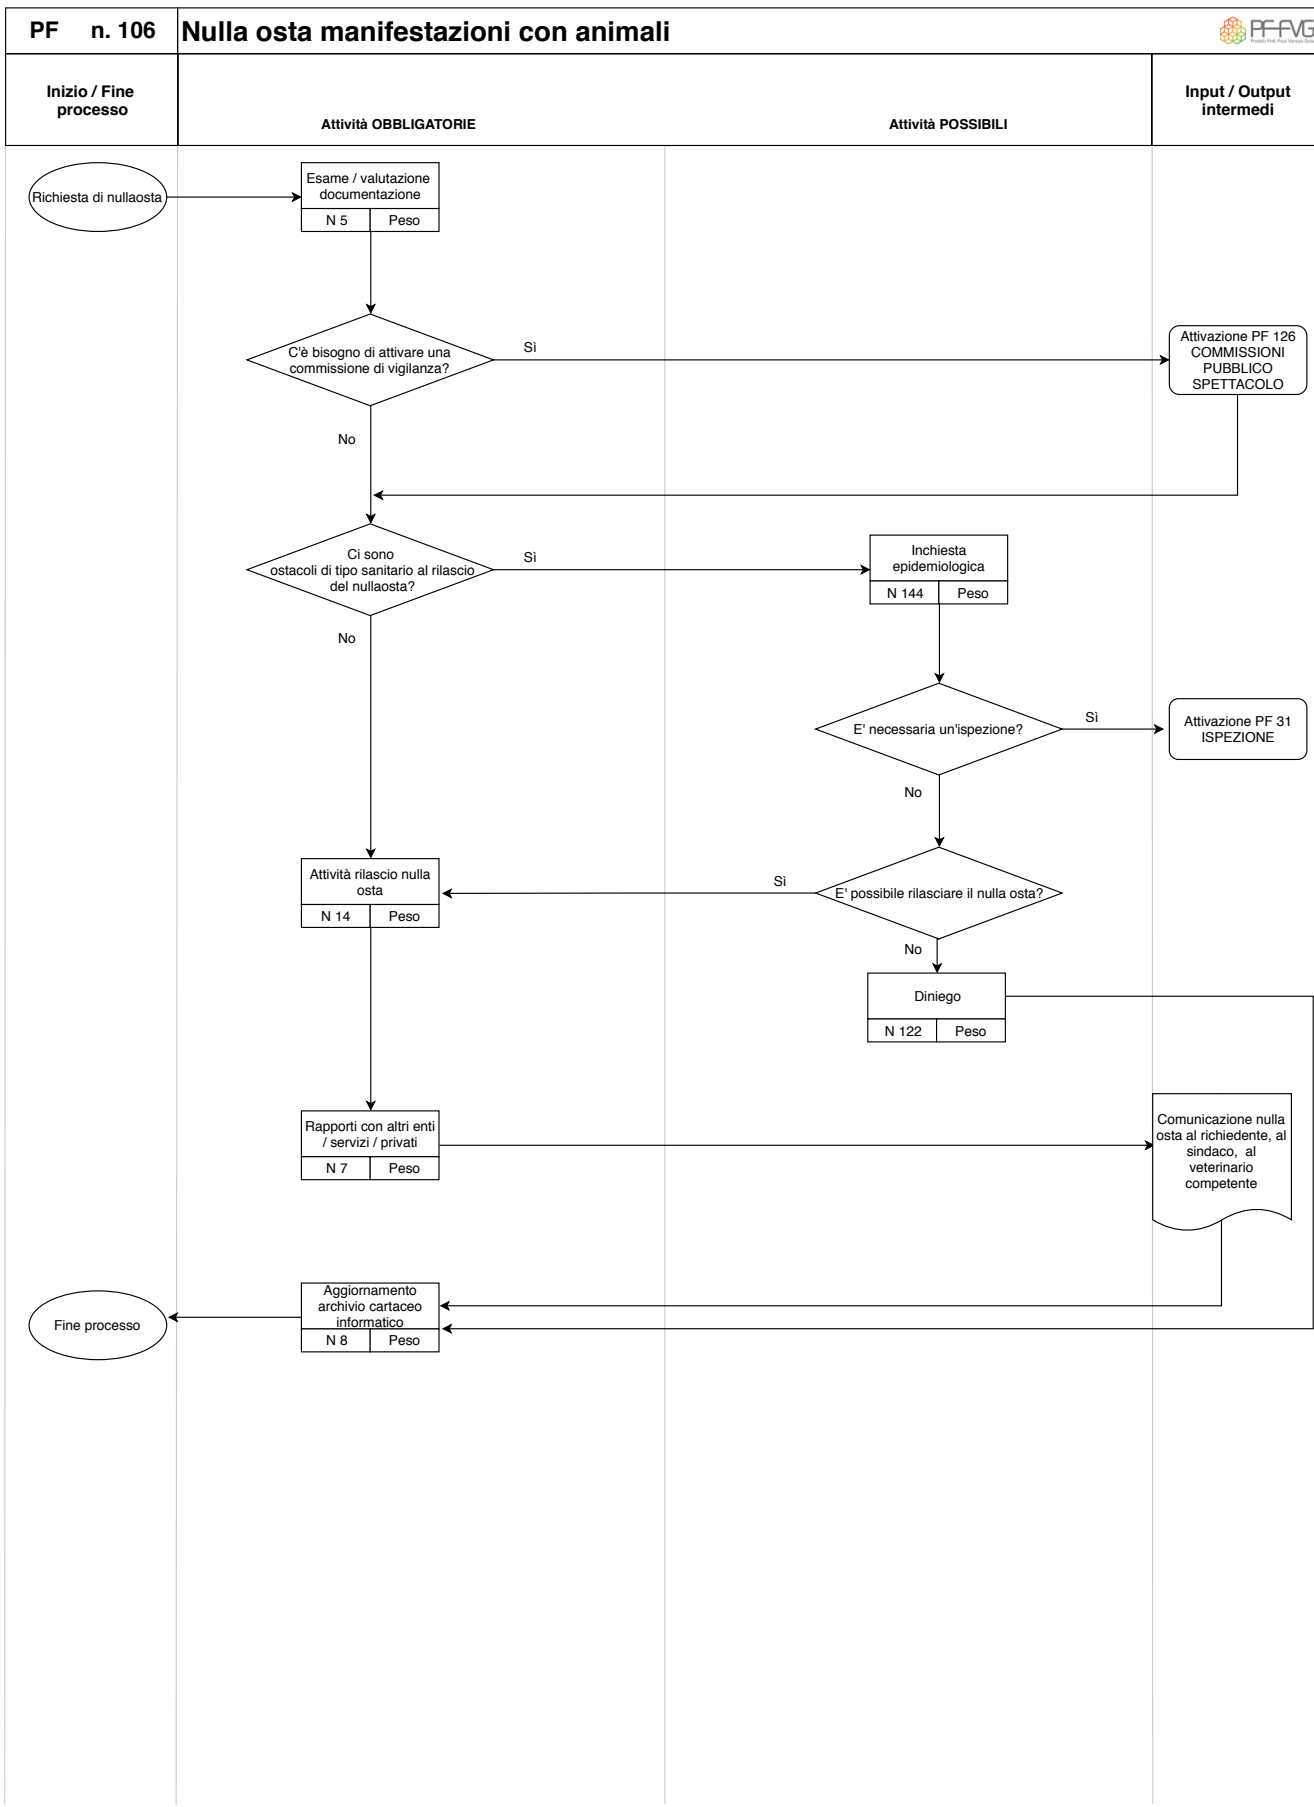 PF n. 106
Nulla osta manifestazioni con animali
PF-FVG
Inizio / Fine
processo
Attività OBBLIGATORIE
Attività POSSIBILI
Input / Output
intermedi
Richiesta di nullaosta
Esame / valutazione
documentazione
N 5
Peso
C'è bisogno di attivare una
commissione di vigilanza?
Sì
Attivazione PF 126
COMMISSIONI
PUBBLICO
SPETTACOLO
No
Ci sono
ostacoli di tipo sanitario al rilascio
del nullaosta?
Sì
Inchiesta
epidemiologica
N 144
Peso
No
E' necessaria un'ispezione?
Sì
Attivazione PF 31
ISPEZIONE
No
Attività rilascio nulla
osta
N 14
Peso
Sì
E' possibile rilasciare il nulla osta?
No
Diniego
N 122
Peso
Rapporti con altri enti
/ servizi / privati
N 7
Peso
Comunicazione nulla
osta al richiedente, al
sindaco, al
veterinario
competente
Aggiornamento
archivio cartaceo
informatico
N 8
Peso
Fine processo